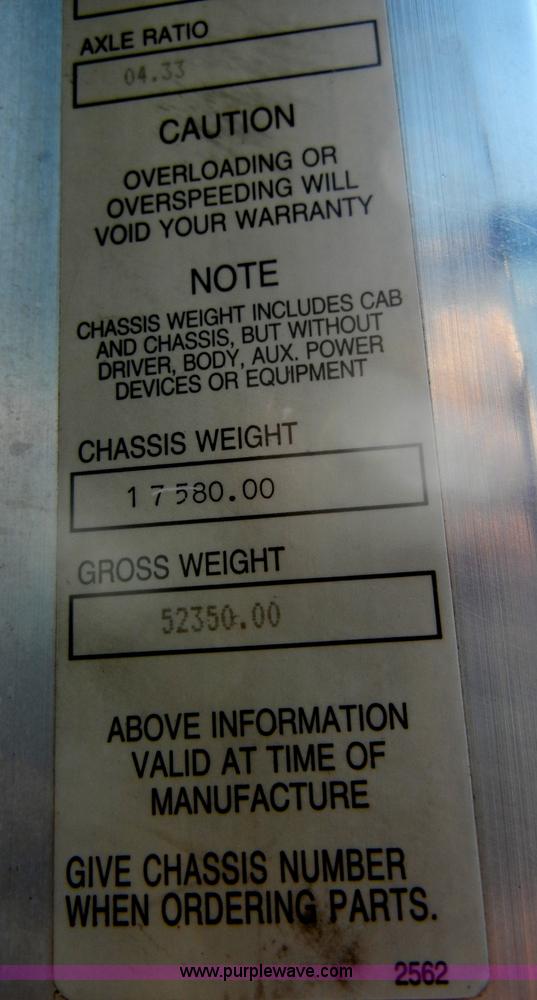 AXLE RATIO
04.33
CAUTION
OVERLOADING OR
OVERSPEEDING WILL
VOID YOUR WARRANTY
NOTE
CHASSIS WEIGHT INCLUDES CAB
AND CHASSIS, BUT WITHOUT
DRIVER, BODY, AUX. POWER
DEVICES OR EQUIPMENT
CHASSIS WEIGHT
17580.00
GROSS WEIGHT
52350.00
ABOVE INFORMATION
VALID AT TIME OF
MANUFACTURE
GIVE CHASSIS NUMBER
WHEN ORDERING PARTS.
2562
www.purplewave.com